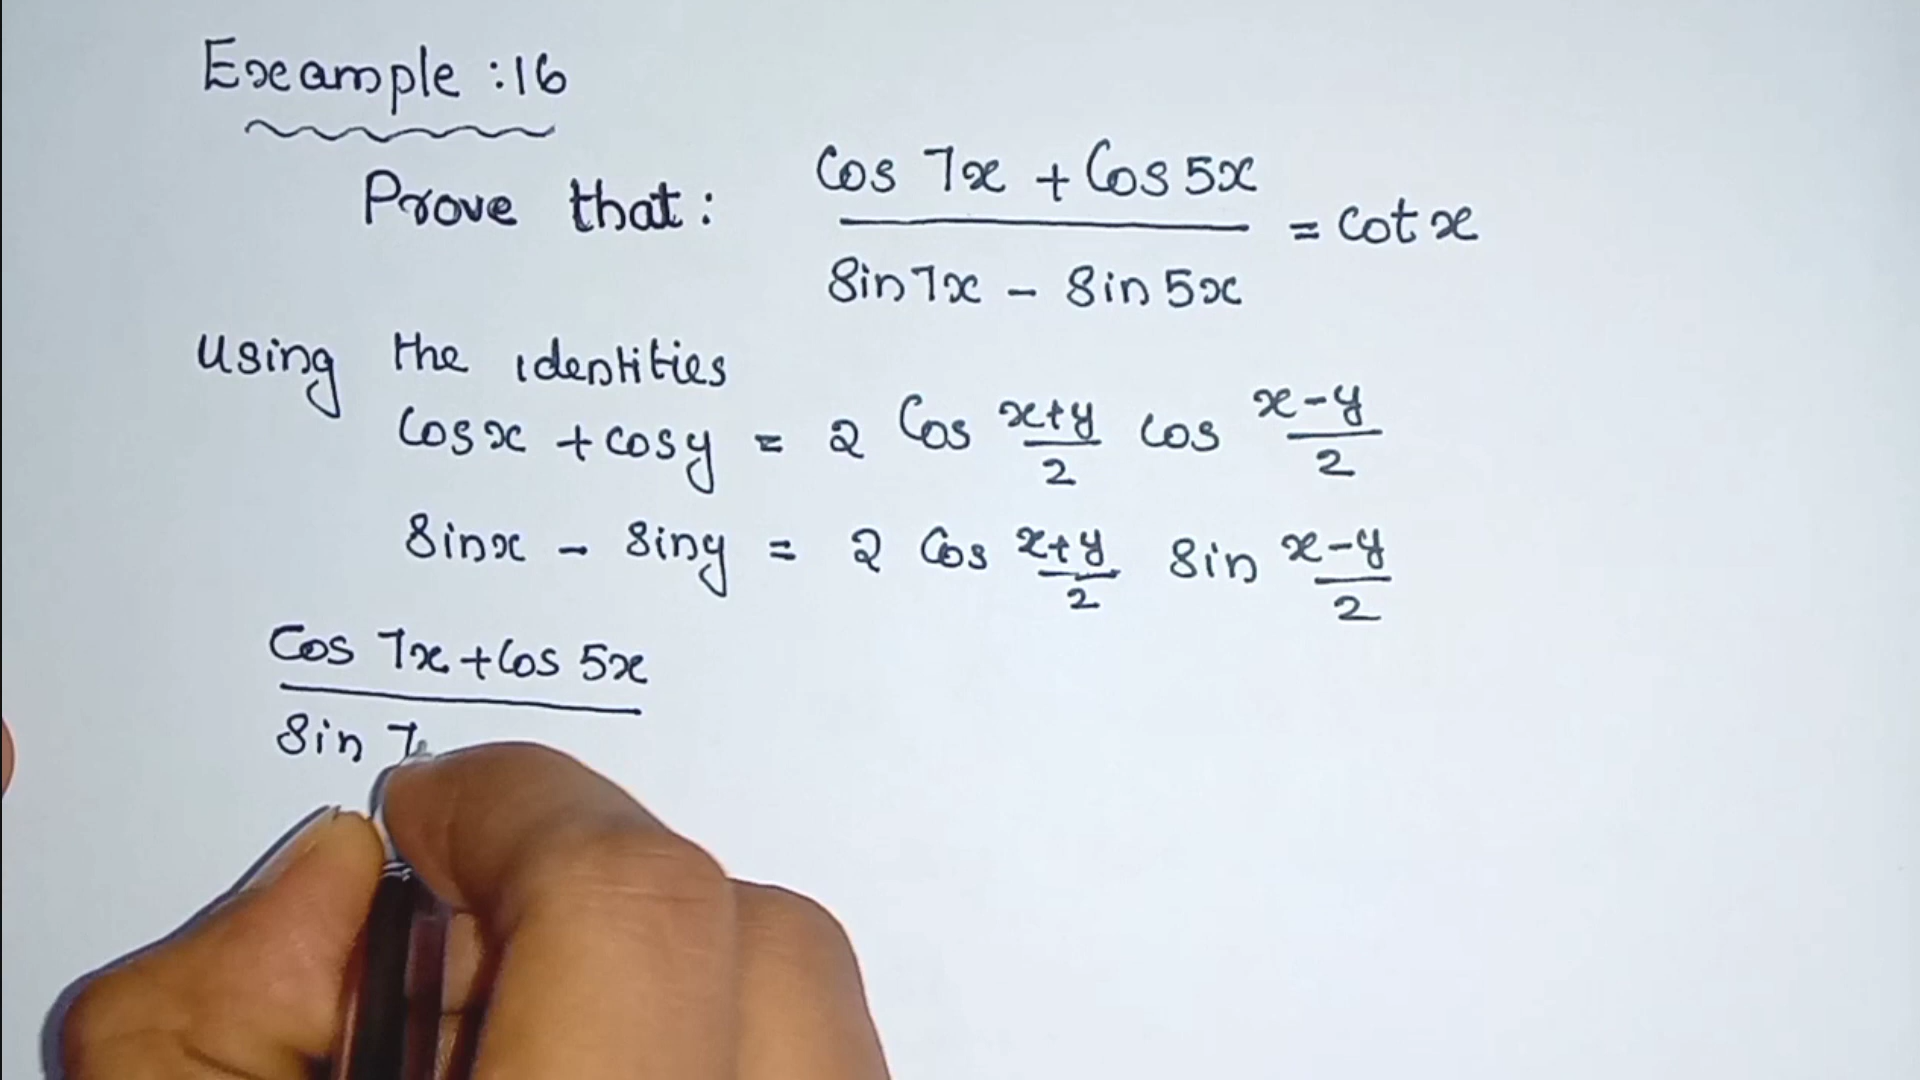 Example :16
Prove that : cos 7x + cos 5x / sin 7x - sin 5x = cot x
using the identities
cos x + cos y = 2 cos x+y/2 cos x-y/2
sin x - sin y = 2 cos x+y/2 sin x-y/2
cos 7x + cos 5x
sin 7